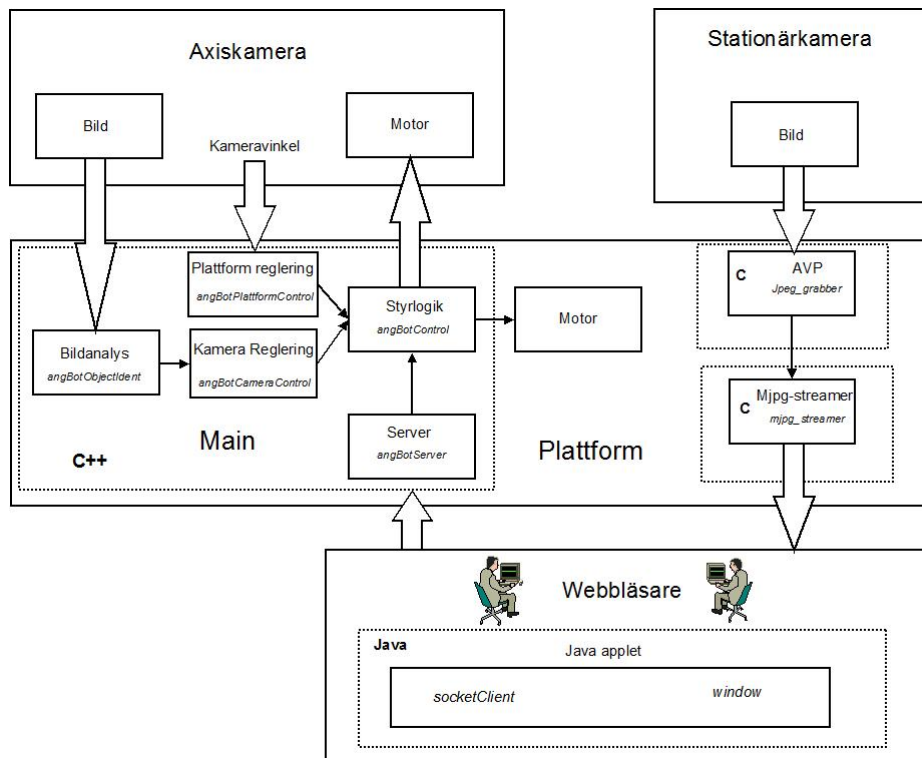 Axiskamera
Bild
Kameravinkel
Motor
Stationärkamera
Bild
Plattform reglering
angBotPlattformControl
Styrlogik
angBotControl
Motor
Bildanalys
angBotObjectIdent
Kamera Reglering
angBotCameraControl
Server
angBotServer
Main
C++
Plattform
C
AVP
Jpeg_grabber
C
Mjpg-streamer
mjpg_streamer
Webbläsare
Java
Java applet
socketClient
window